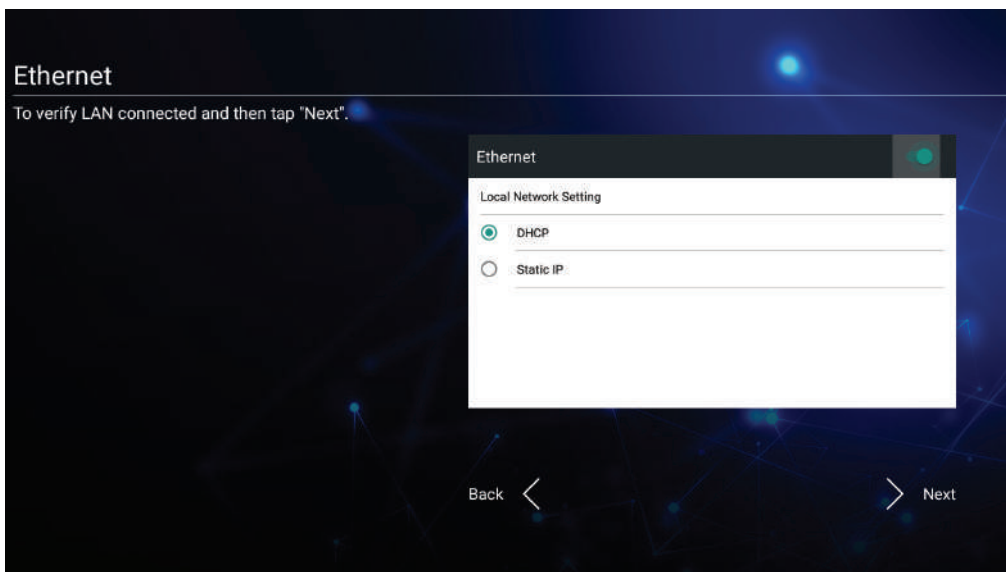 Ethernet
To verify LAN connected and then tap "Next".
Ethernet
Local Network Setting
DHCP
Static IP
Back
Next